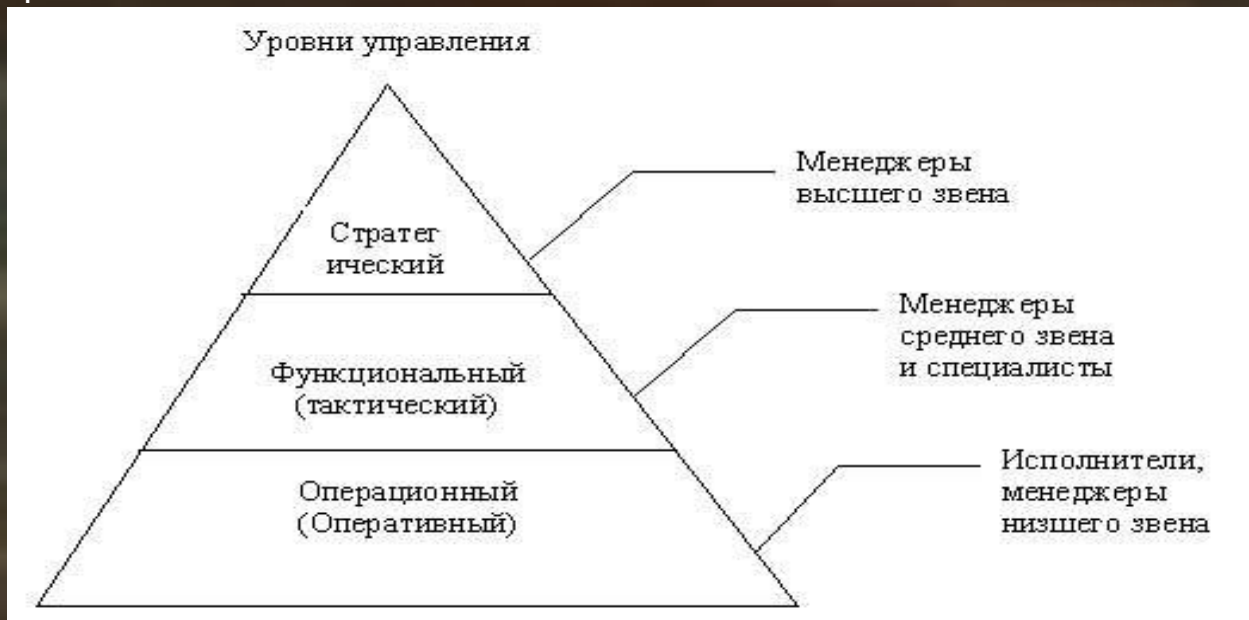 Уровни управления
Менеджеры
высшего звена
Стратег
ический
Менеджеры
среднего звена
и специалисты
Функциональный
(тактический)
Исполнители,
менеджеры
низшего звена
Операционный
(Оперативный)